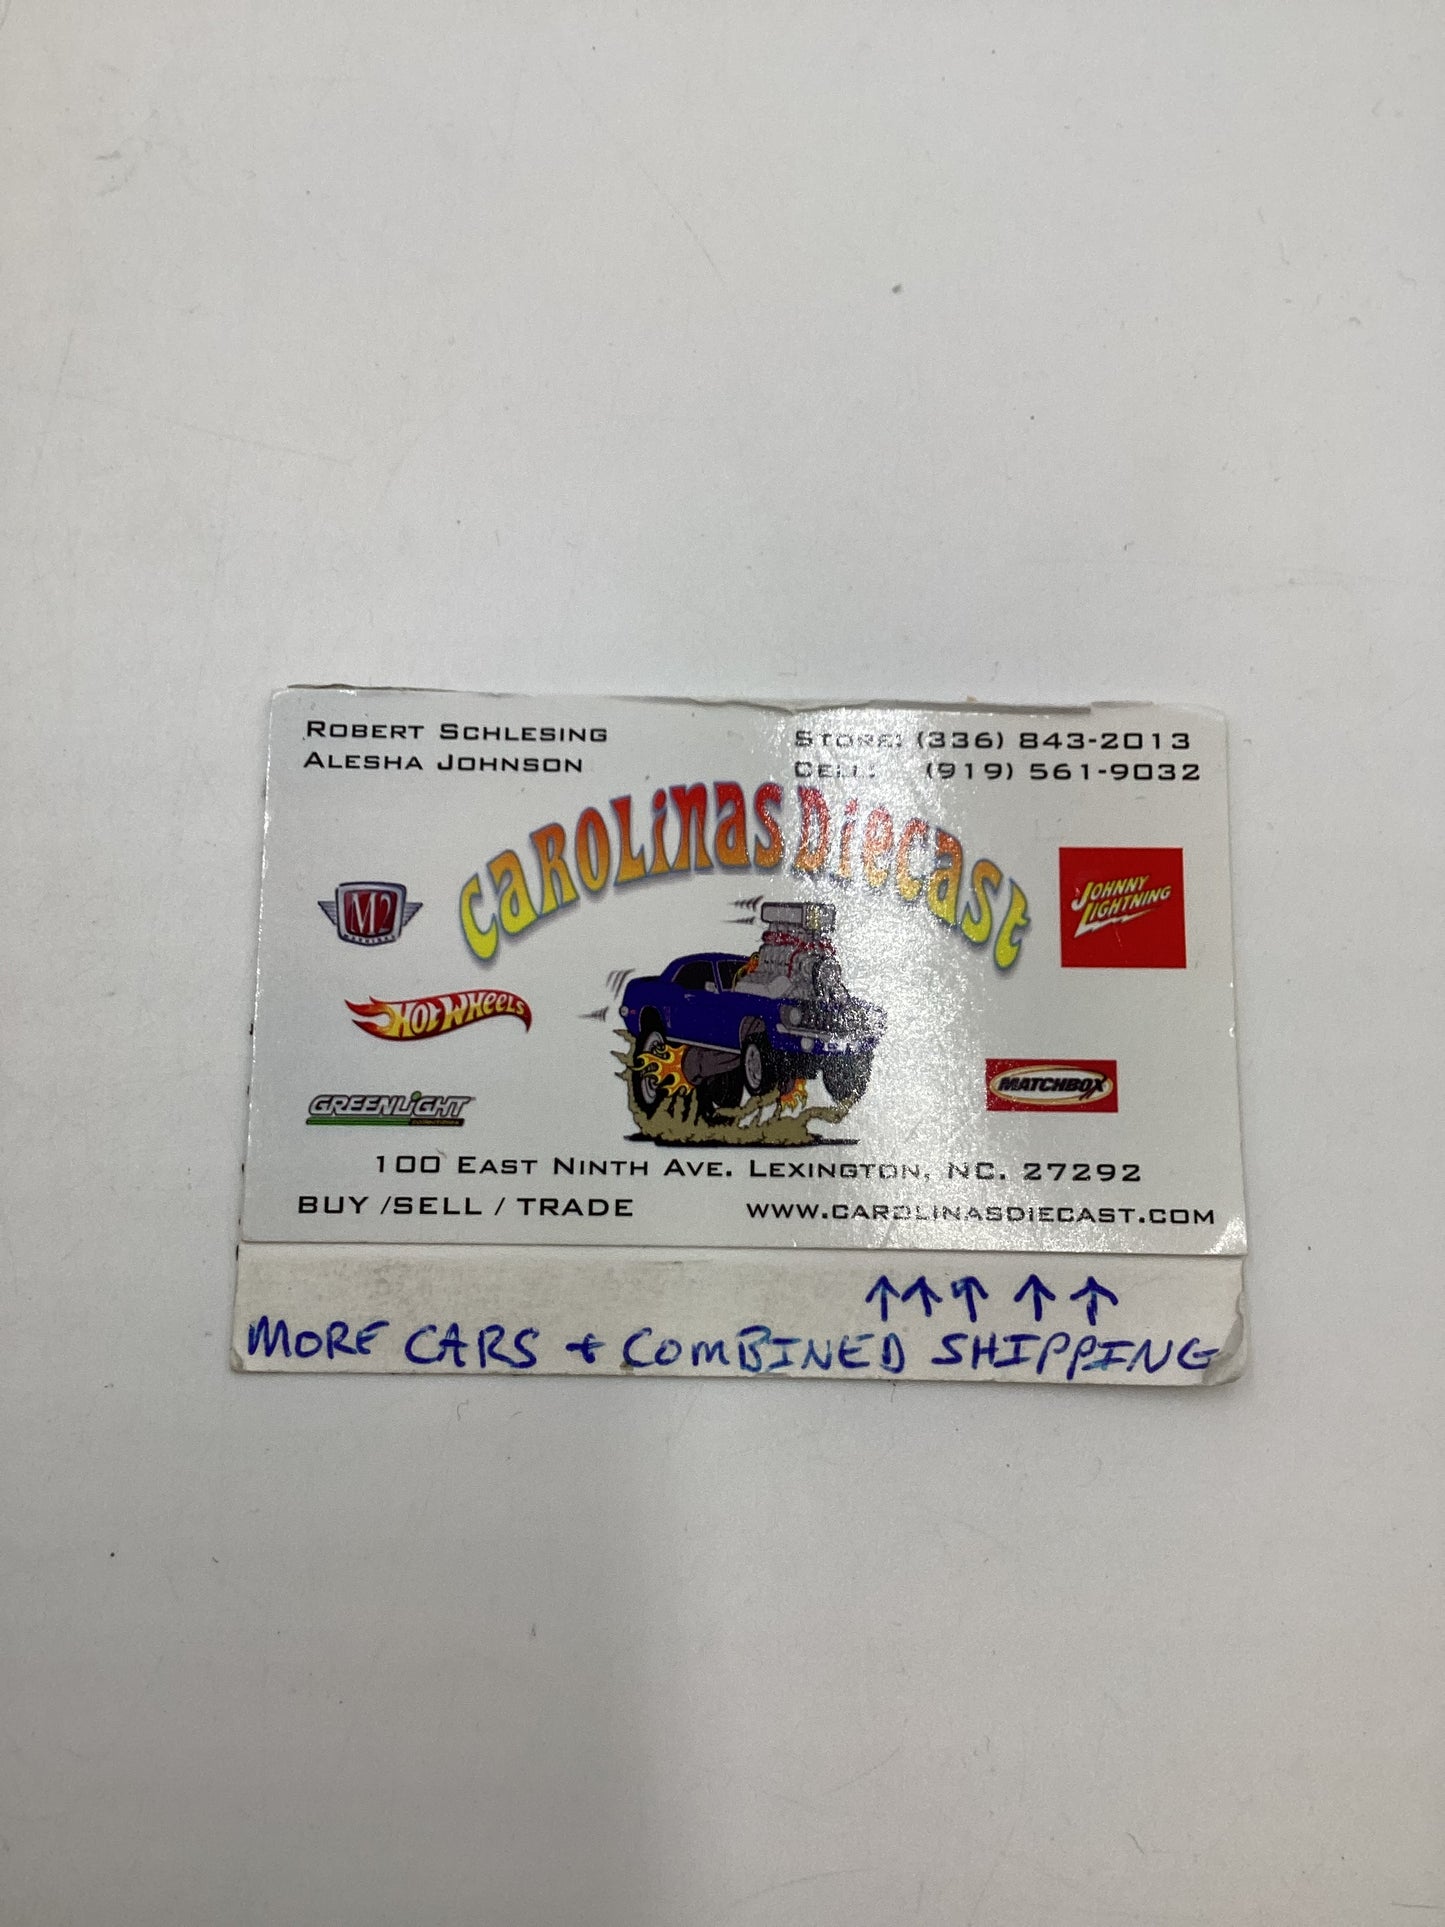 ROBERT SCHLESING
ALESHA JOHNSON
STORE: (336) 843-2013
CELL: (919) 561-9032
CAROLINAS DIECAST
M2
JOHNNY
LIGHTNING
HOT WHEELS
MATCHBOX
GREENLIGHT
100 EAST NINTH AVE. LEXINGTON, NC. 27292
BUY /SELL / TRADE
WWW.CAROLINASDIECAST.COM
↑↑↑ ↑ ↑
MORE CARS + COMBINED SHIPPING